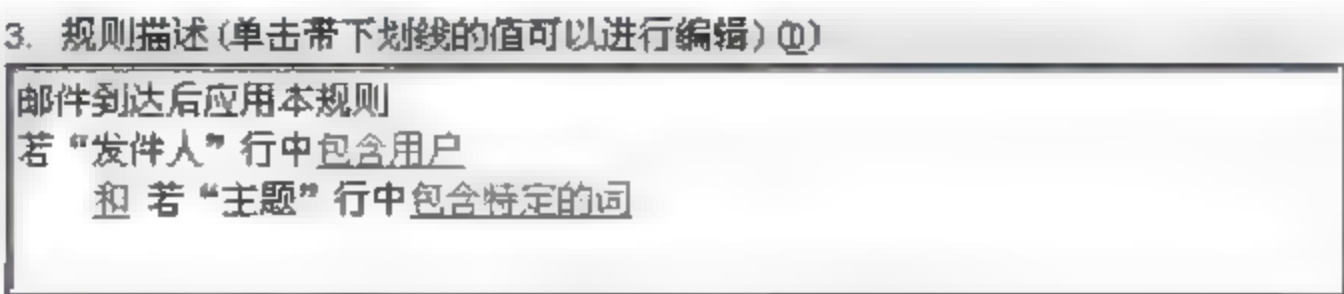 3. 规则描述(单击带下划线的值可以进行编辑)(D)
邮件到达后应用本规则
若“发件人”行中包含用户
和 若“主题”行中包含特定的词